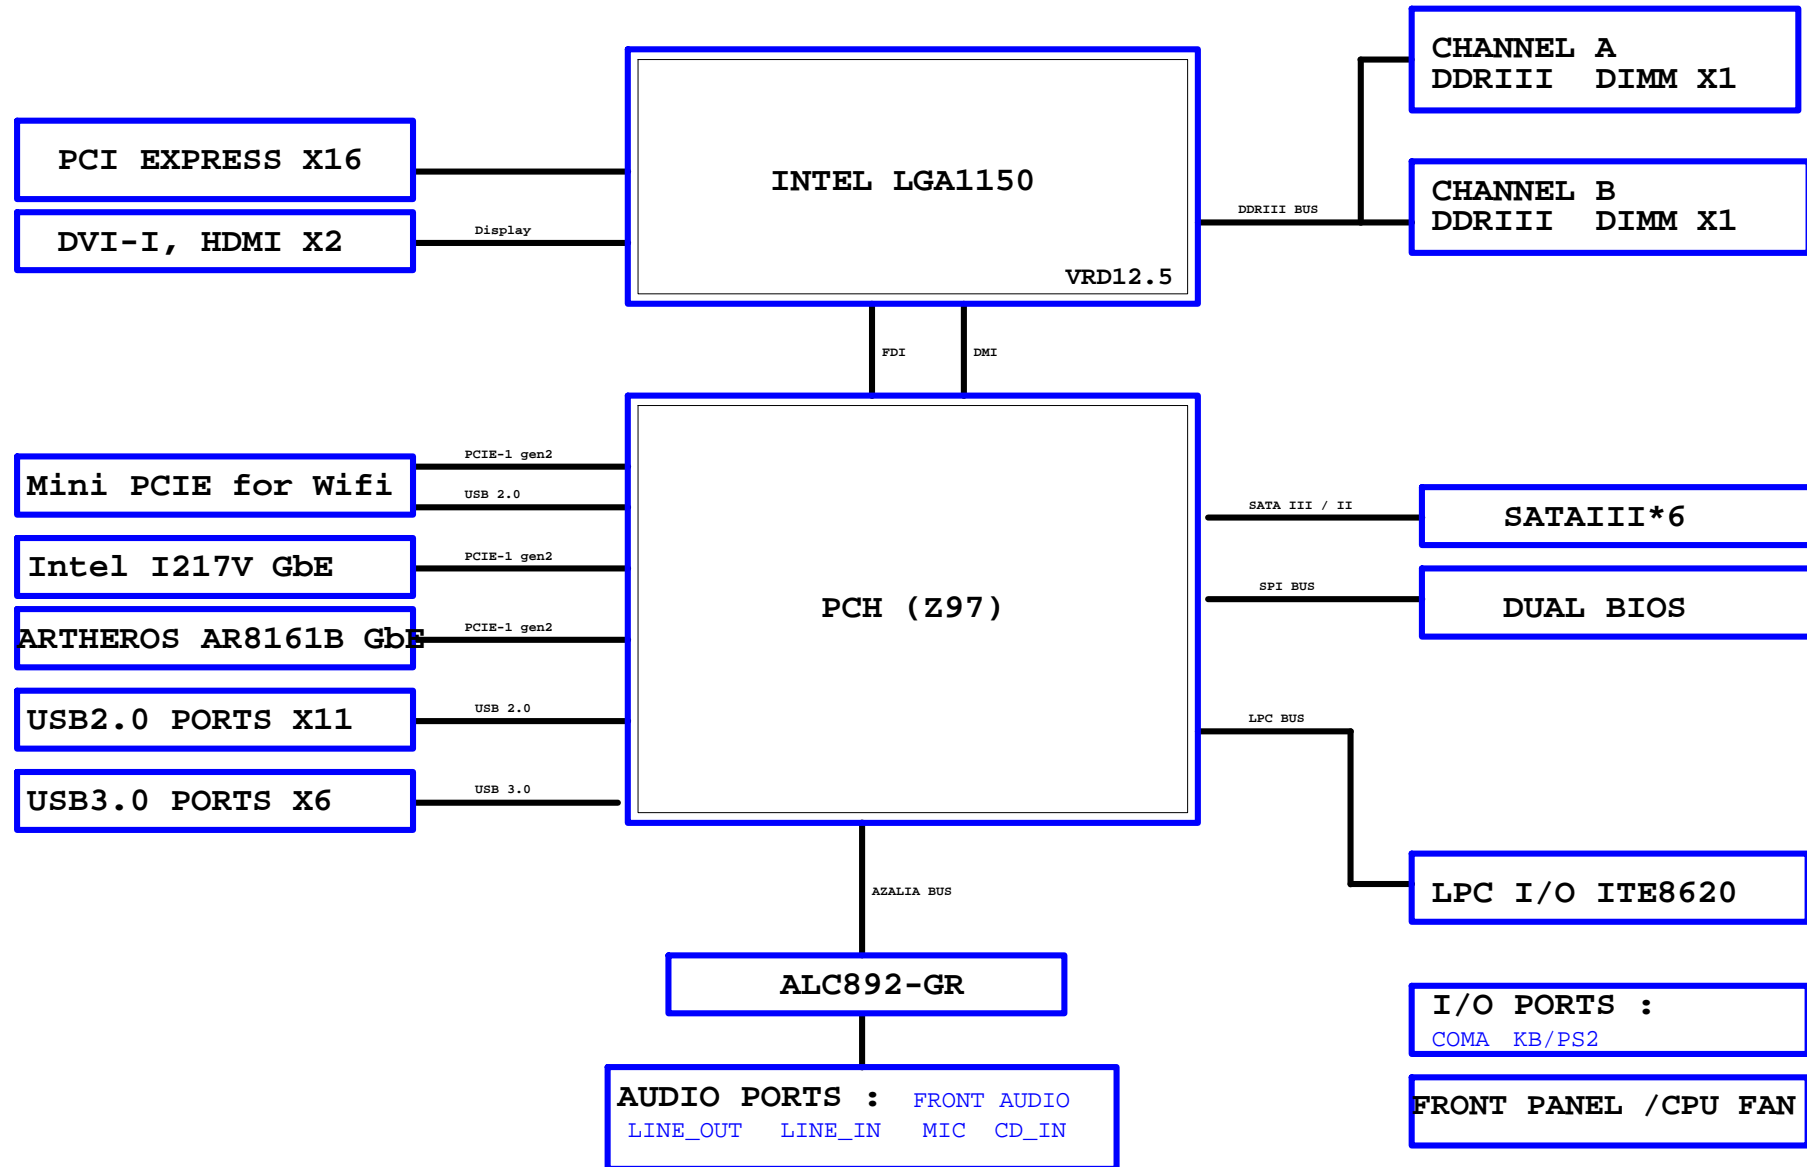 CHANNEL A
DDRIII DIMM X1
PCI EXPRESS X16
INTEL LGA1150
CHANNEL B
DDRIII DIMM X1
DDRIII BUS
DVI-I, HDMI X2
Display
VRD12.5
FDI
DMI
Mini PCIE for Wifi
PCIE-1 gen2
USB 2.0
SATA III / II
SATAIII*6
Intel I217V GbE
PCIE-1 gen2
SPI BUS
DUAL BIOS
PCH (Z97)
ARTHEROS AR8161B GbE
PCIE-1 gen2
USB2.0 PORTS X11
USB 2.0
LPC BUS
USB3.0 PORTS X6
USB 3.0
AZALIA BUS
LPC I/O ITE8620
ALC892-GR
I/O PORTS :
COMA KB/PS2
AUDIO PORTS : FRONT AUDIO
LINE_OUT LINE_IN MIC CD_IN
FRONT PANEL /CPU FAN